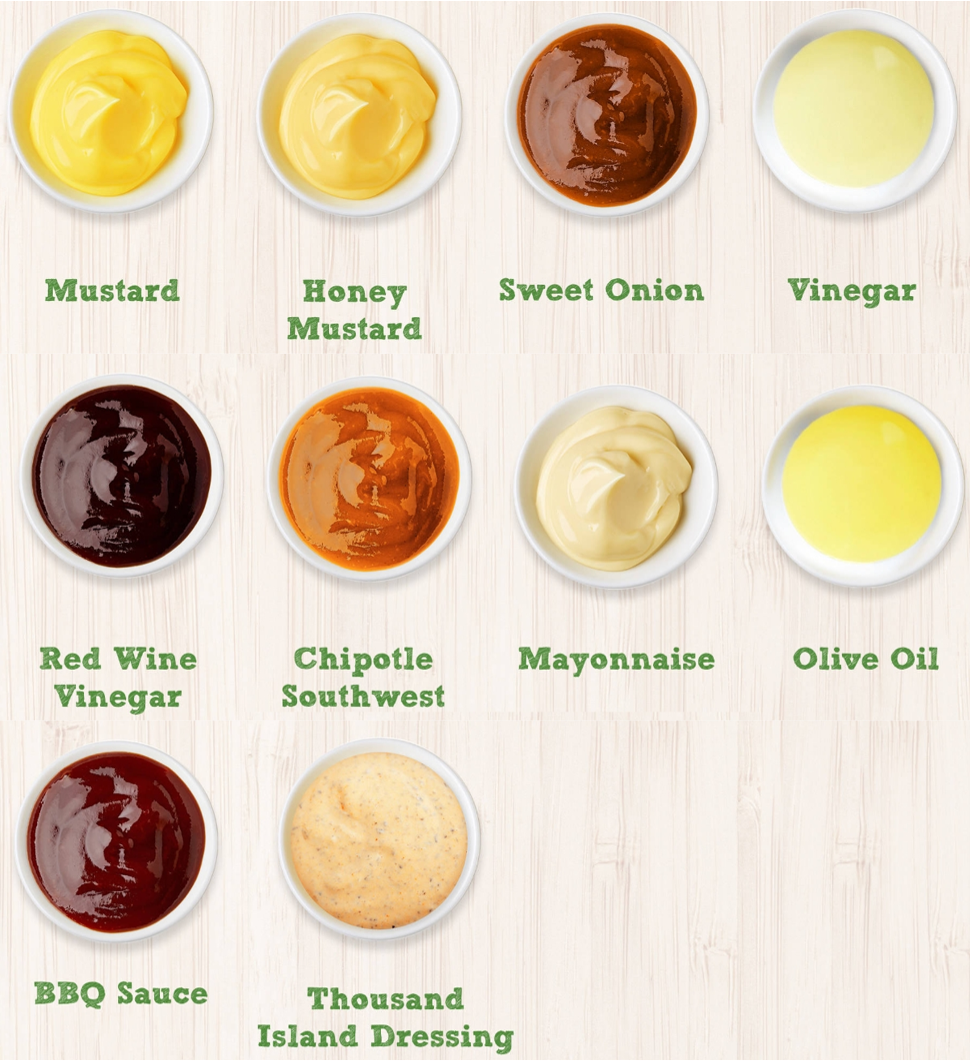 Mustard
Honey
Mustard
Sweet Onion
Vinegar
Red Wine
Vinegar
Chipotle
Southwest
Mayonnaise
Olive Oil
BBQ Sauce
Thousand
Island Dressing